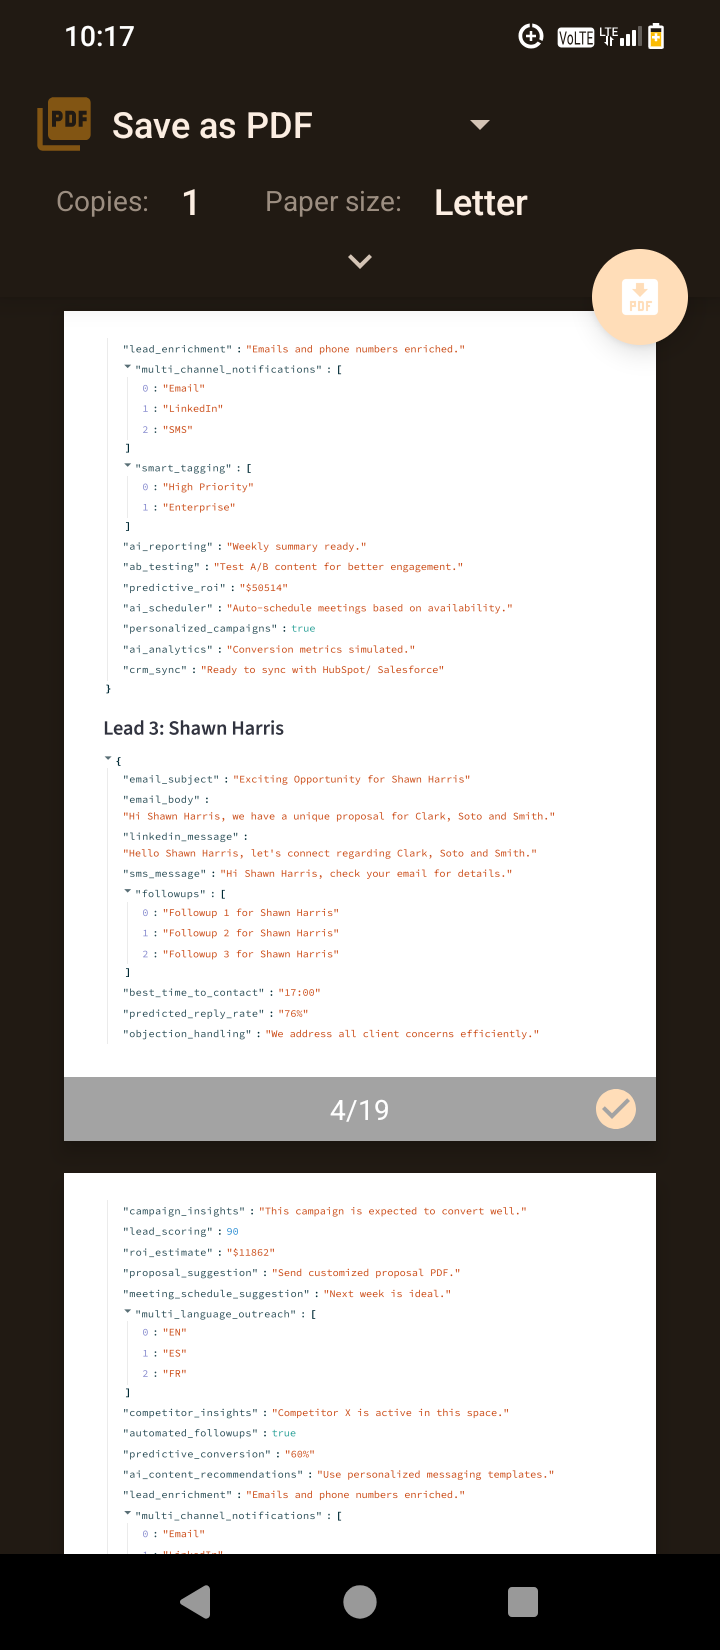 10:17
VoLTE LTE
PDF Save as PDF
Copies: 1 Paper size: Letter
PDF
"lead_enrichment" : "Emails and phone numbers enriched."
"multi_channel_notifications" : [
0 : "Email"
1 : "LinkedIn"
2 : "SMS"
]
"smart_tagging" : [
0 : "High Priority"
1 : "Enterprise"
]
"ai_reporting" : "Weekly summary ready."
"ab_testing" : "Test A/B content for better engagement."
"predictive_roi" : "$50514"
"ai_scheduler" : "Auto-schedule meetings based on availability."
"personalized_campaigns" : true
"ai_analytics" : "Conversion metrics simulated."
"crm_sync" : "Ready to sync with HubSpot/ Salesforce"
}
Lead 3: Shawn Harris
{
"email_subject" : "Exciting Opportunity for Shawn Harris"
"email_body" :
"Hi Shawn Harris, we have a unique proposal for Clark, Soto and Smith."
"linkedin_message" :
"Hello Shawn Harris, let's connect regarding Clark, Soto and Smith."
"sms_message" : "Hi Shawn Harris, check your email for details."
"followups" : [
0 : "Followup 1 for Shawn Harris"
1 : "Followup 2 for Shawn Harris"
2 : "Followup 3 for Shawn Harris"
]
"best_time_to_contact" : "17:00"
"predicted_reply_rate" : "76%"
"objection_handling" : "We address all client concerns efficiently."
4/19
"campaign_insights" : "This campaign is expected to convert well."
"lead_scoring" : 90
"roi_estimate" : "$11862"
"proposal_suggestion" : "Send customized proposal PDF."
"meeting_schedule_suggestion" : "Next week is ideal."
"multi_language_outreach" : [
0 : "EN"
1 : "ES"
2 : "FR"
]
"competitor_insights" : "Competitor X is active in this space."
"automated_followups" : true
"predictive_conversion" : "60%"
"ai_content_recommendations" : "Use personalized messaging templates."
"lead_enrichment" : "Emails and phone numbers enriched."
"multi_channel_notifications" : [
0 : "Email"